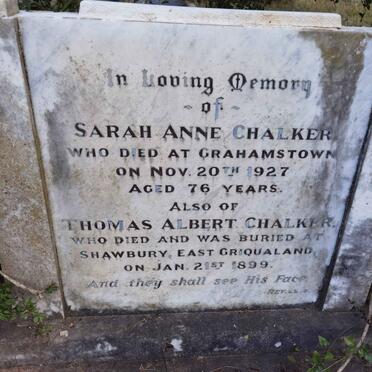 In Loving Memory
- of -
SARAH ANNE CHALKER
WHO DIED AT GRAHAMSTOWN
ON NOV. 20TH 1927
AGED 76 YEARS.
ALSO OF
THOMAS ALBERT CHALKER,
WHO DIED AND WAS BURIED AT
SHAWBURY, EAST GRIQUALAND,
ON JAN. 21ST 1899.
And they shall see His Face.